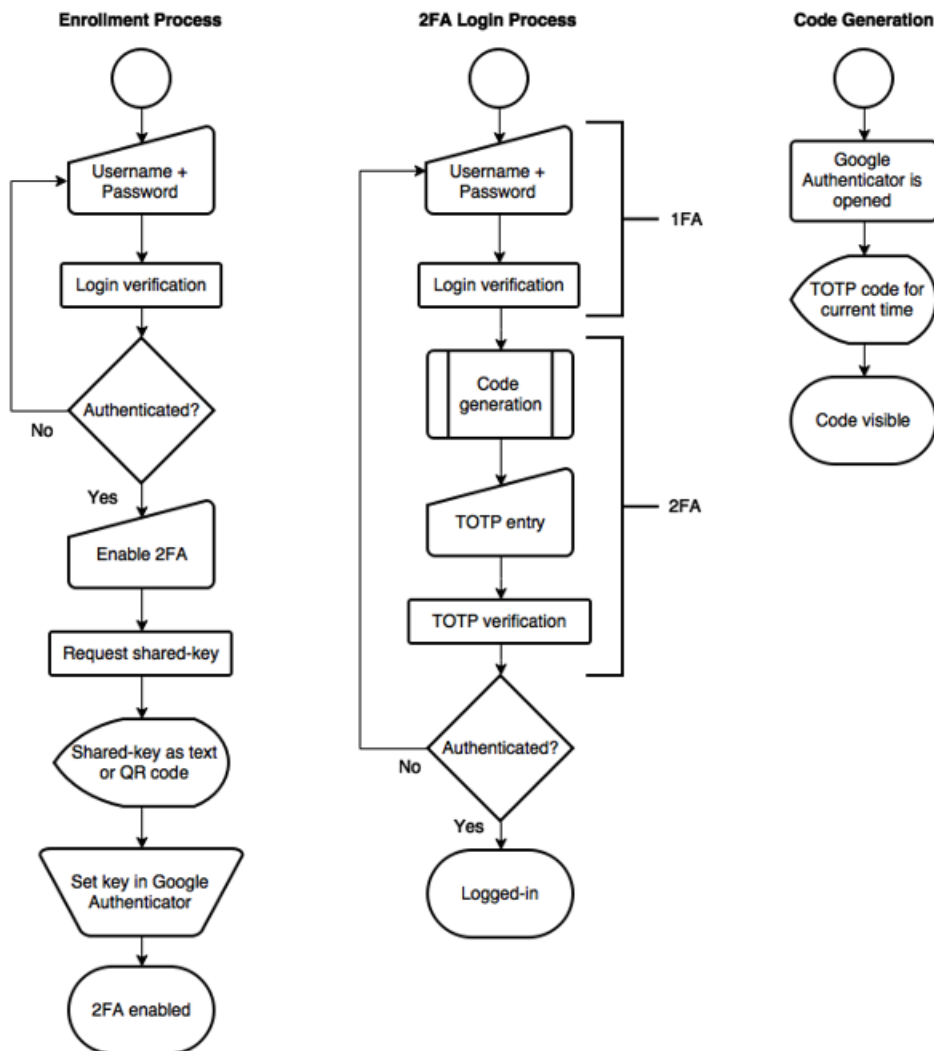 Enrollment Process
Username +
Password
Login verification
Authenticated?
No
Yes
Enable 2FA
Request shared-key
Shared-key as text
or QR code
Set key in Google
Authenticator
2FA enabled
2FA Login Process
Username +
Password
1FA
Login verification
Code
generation
TOTP entry
2FA
TOTP verification
Authenticated?
No
Yes
Logged-in
Code Generation
Google
Authenticator is
opened
TOTP code for
current time
Code visible